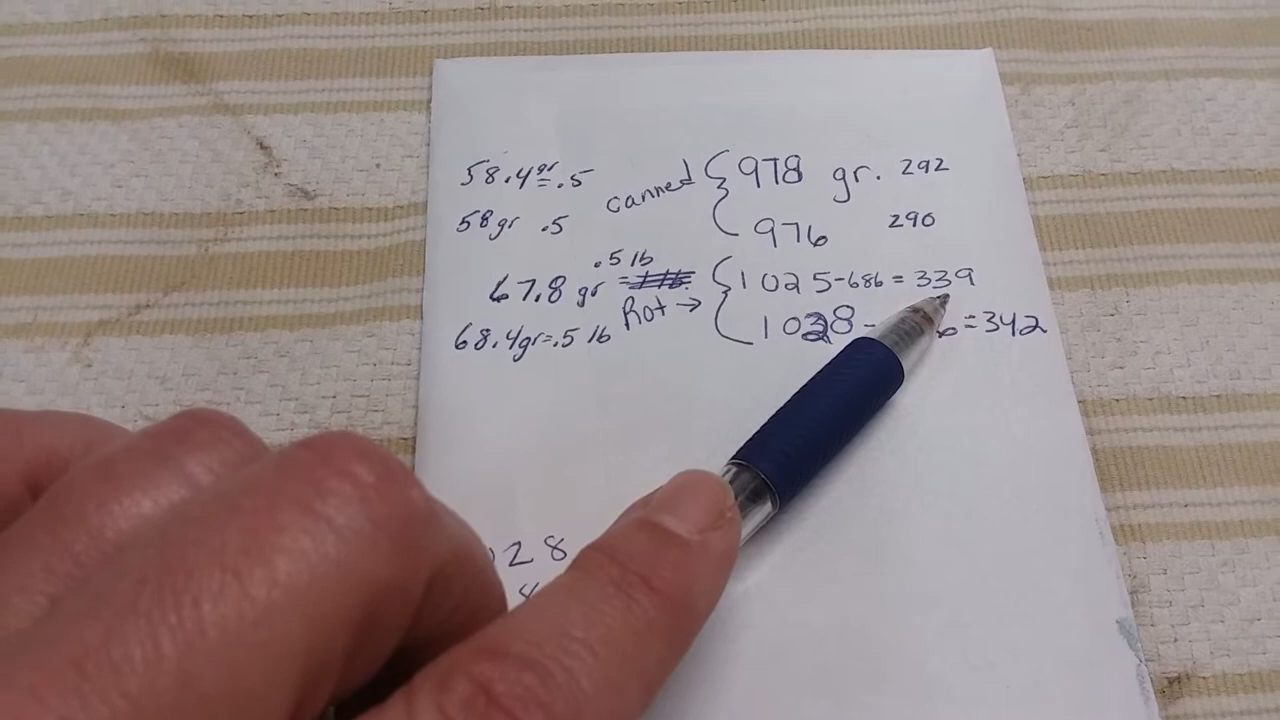 58.4gr = .5
58gr .5
canned
978 gr. 292
976 290
.5 lb
67.8 gr =
68.4gr=.5 lb
Rot →
1025-686 = 339
1028- 6=342
028